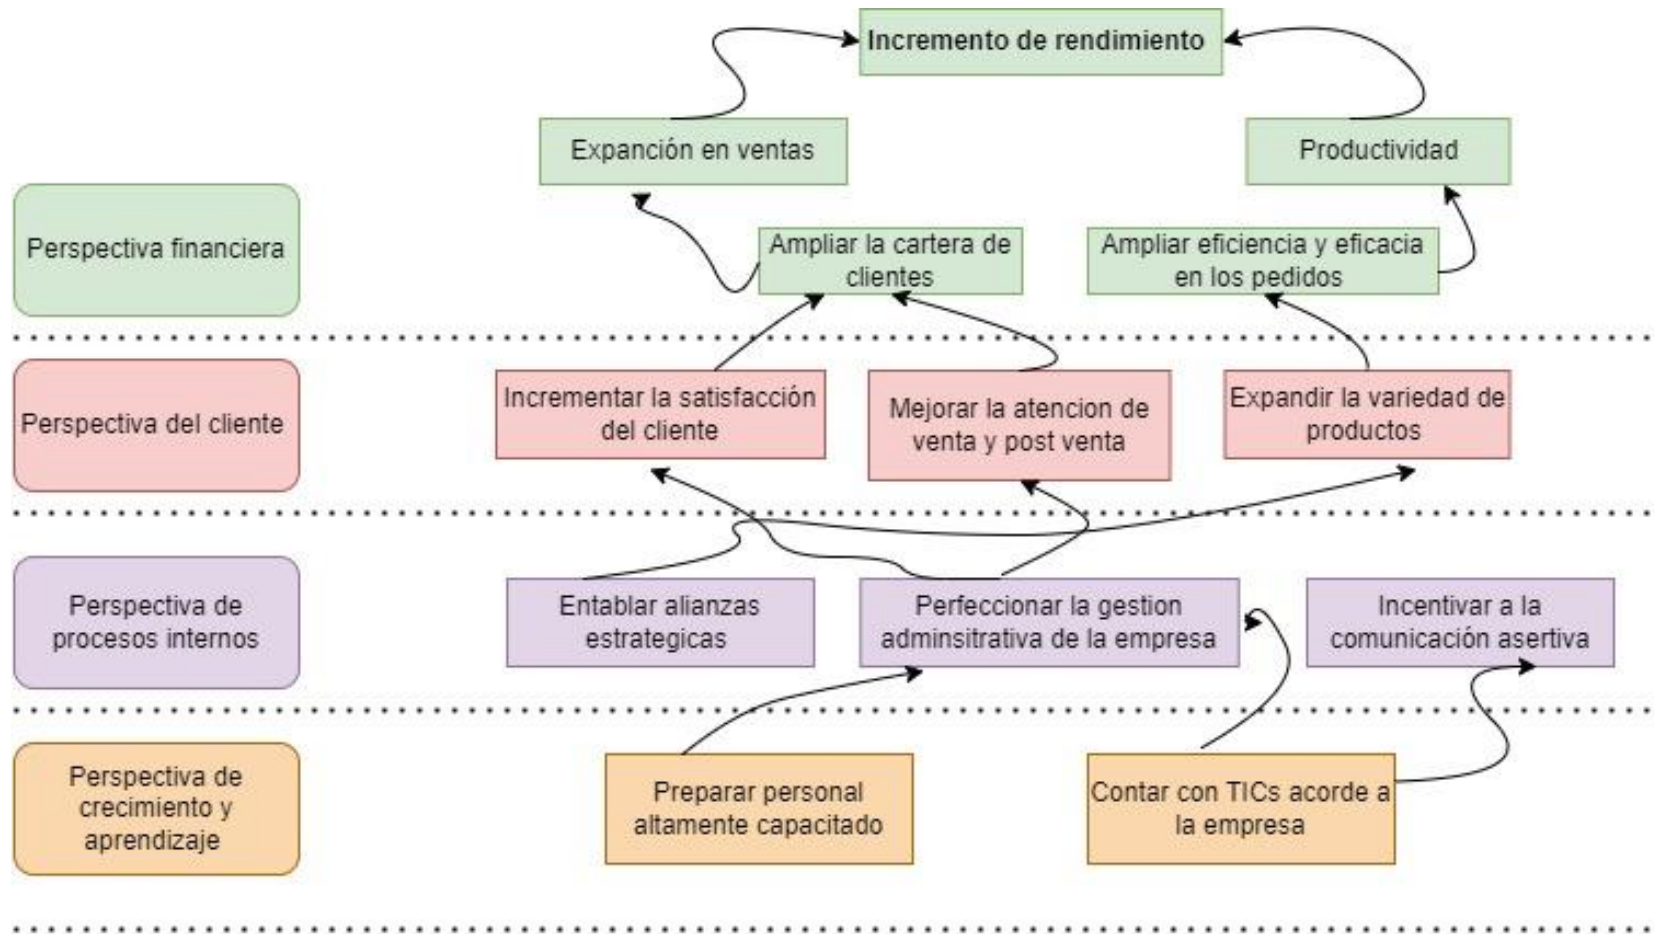 Incremento de rendimiento
Expanción en ventas
Productividad
Perspectiva financiera
Ampliar la cartera de
clientes
Ampliar eficiencia y eficacia
en los pedidos
Perspectiva del cliente
Incrementar la satisfacción
del cliente
Mejorar la atencion de
venta y post venta
Expandir la variedad de
productos
Perspectiva de
procesos internos
Entablar alianzas
estrategicas
Perfeccionar la gestion
adminsitrativa de la empresa
Incentivar a la
comunicación asertiva
Perspectiva de
crecimiento y
aprendizaje
Preparar personal
altamente capacitado
Contar con TICs acorde a
la empresa